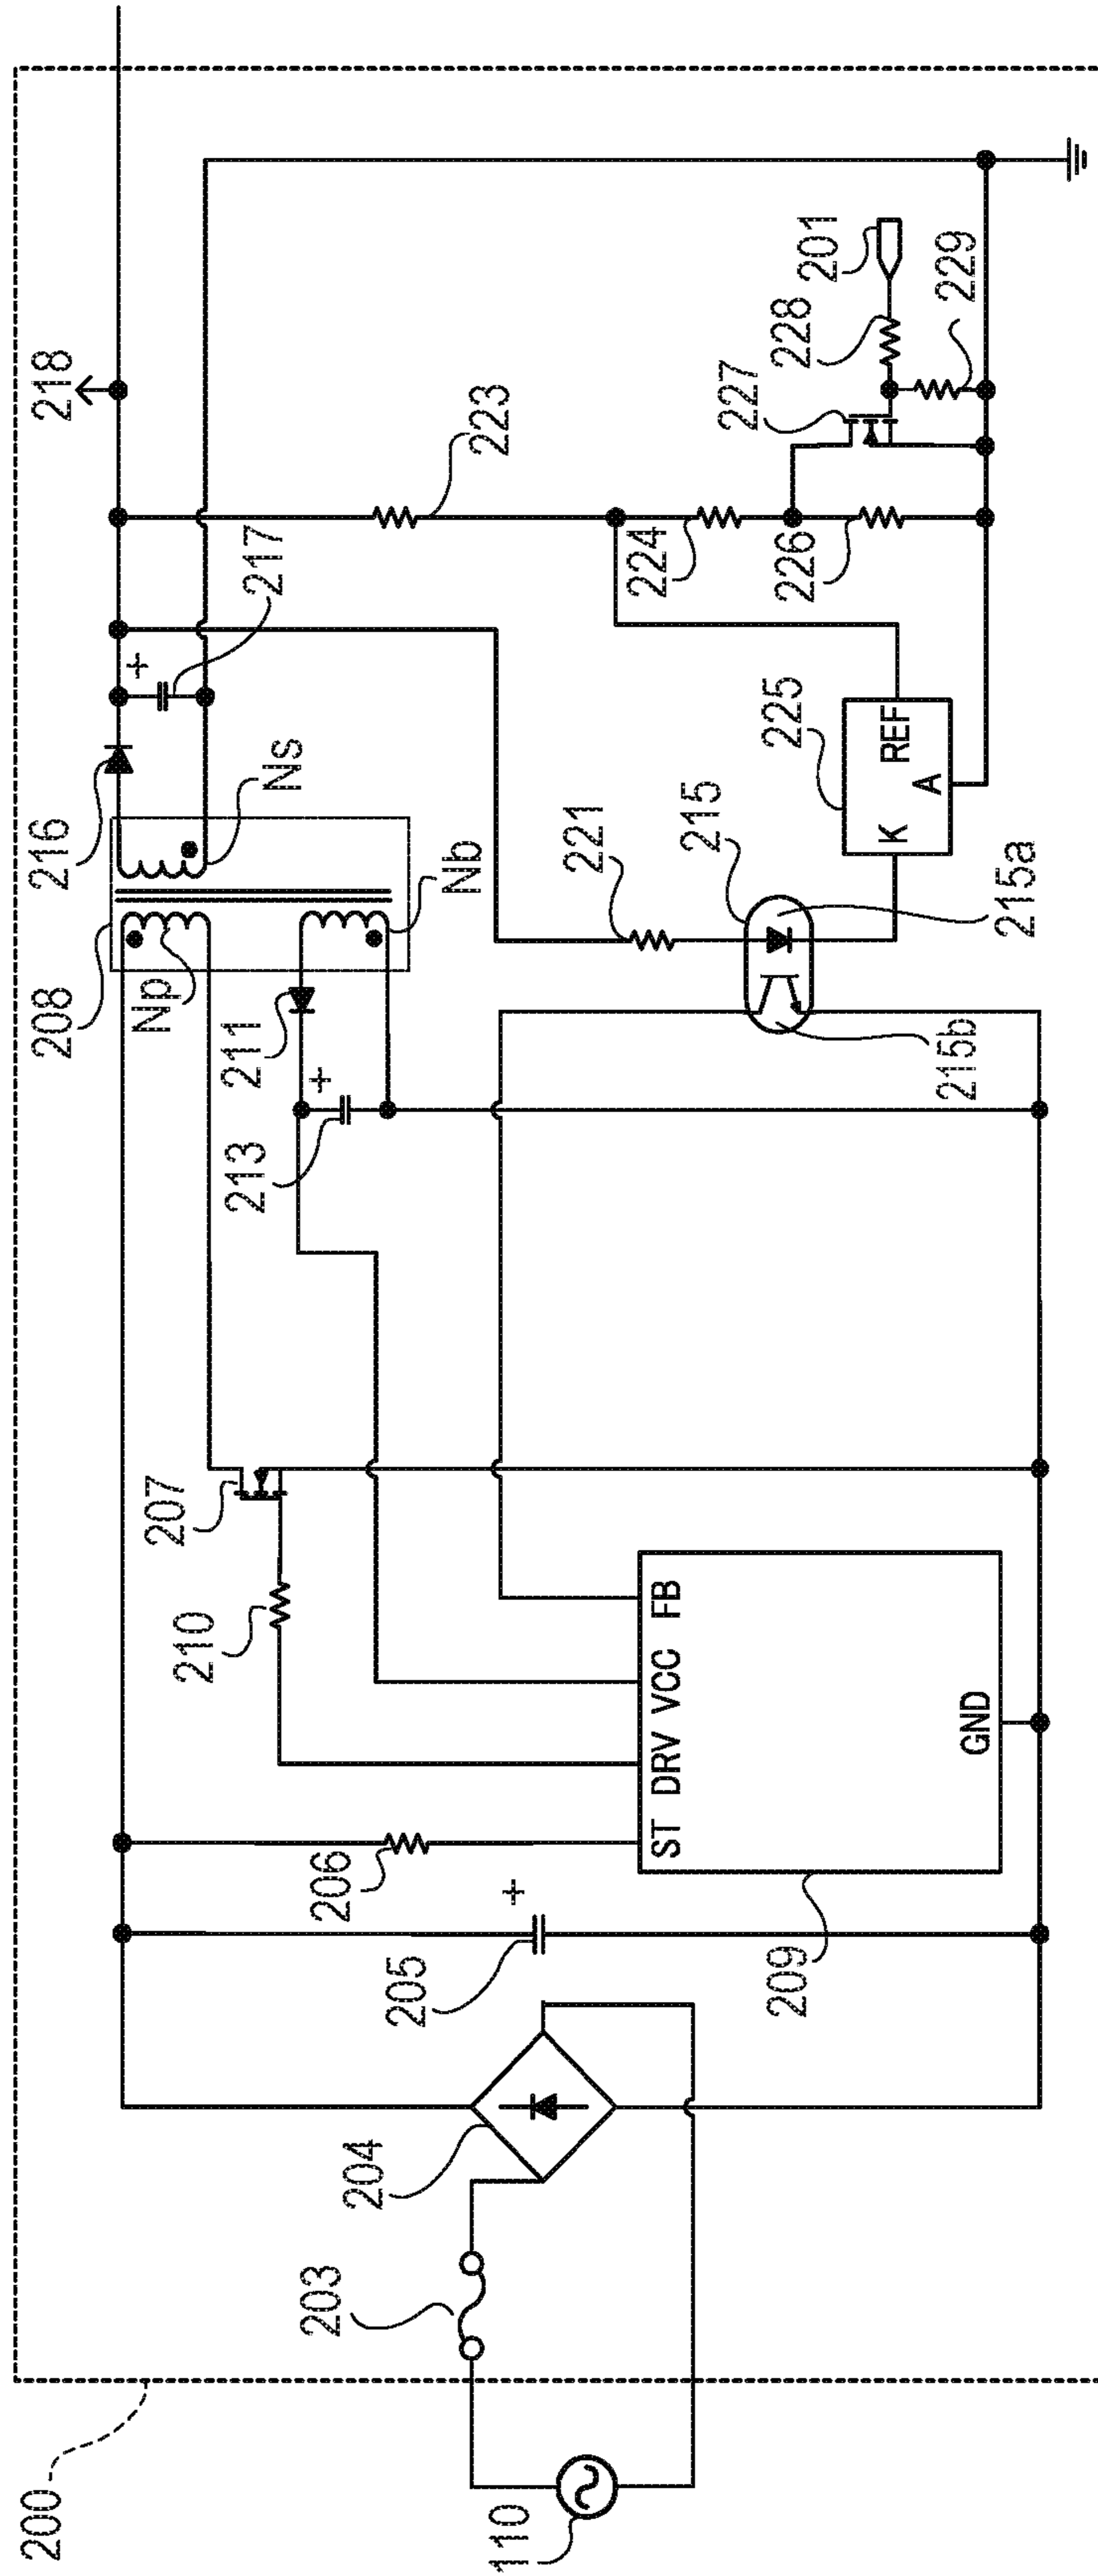 200
110
203
204
205
206
209
ST
DRV
VCC
FB
GND
210
207
208
Np
Nb
Ns
211
213
+
+
216
217
+
218
221
215
215a
215b
225
K
REF
A
223
224
226
227
228
229
201